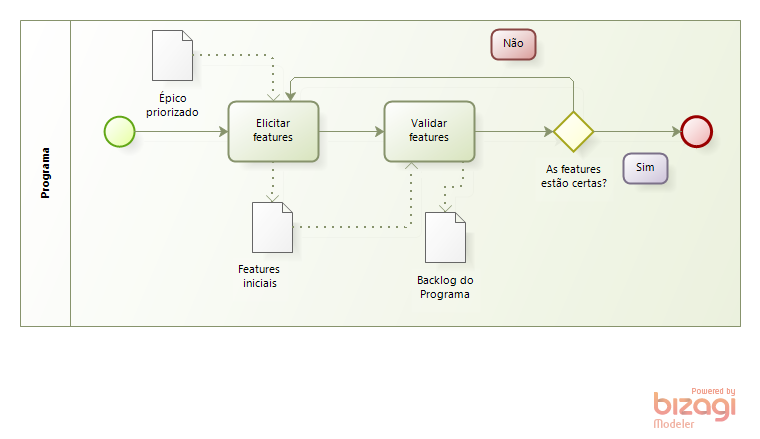 Programa
Épico
priorizado
Não
Elicitar
features
Validar
features
As features
estão certas?
Sim
Features
iniciais
Backlog do
Programa
Powered by
bizagi
Modeler